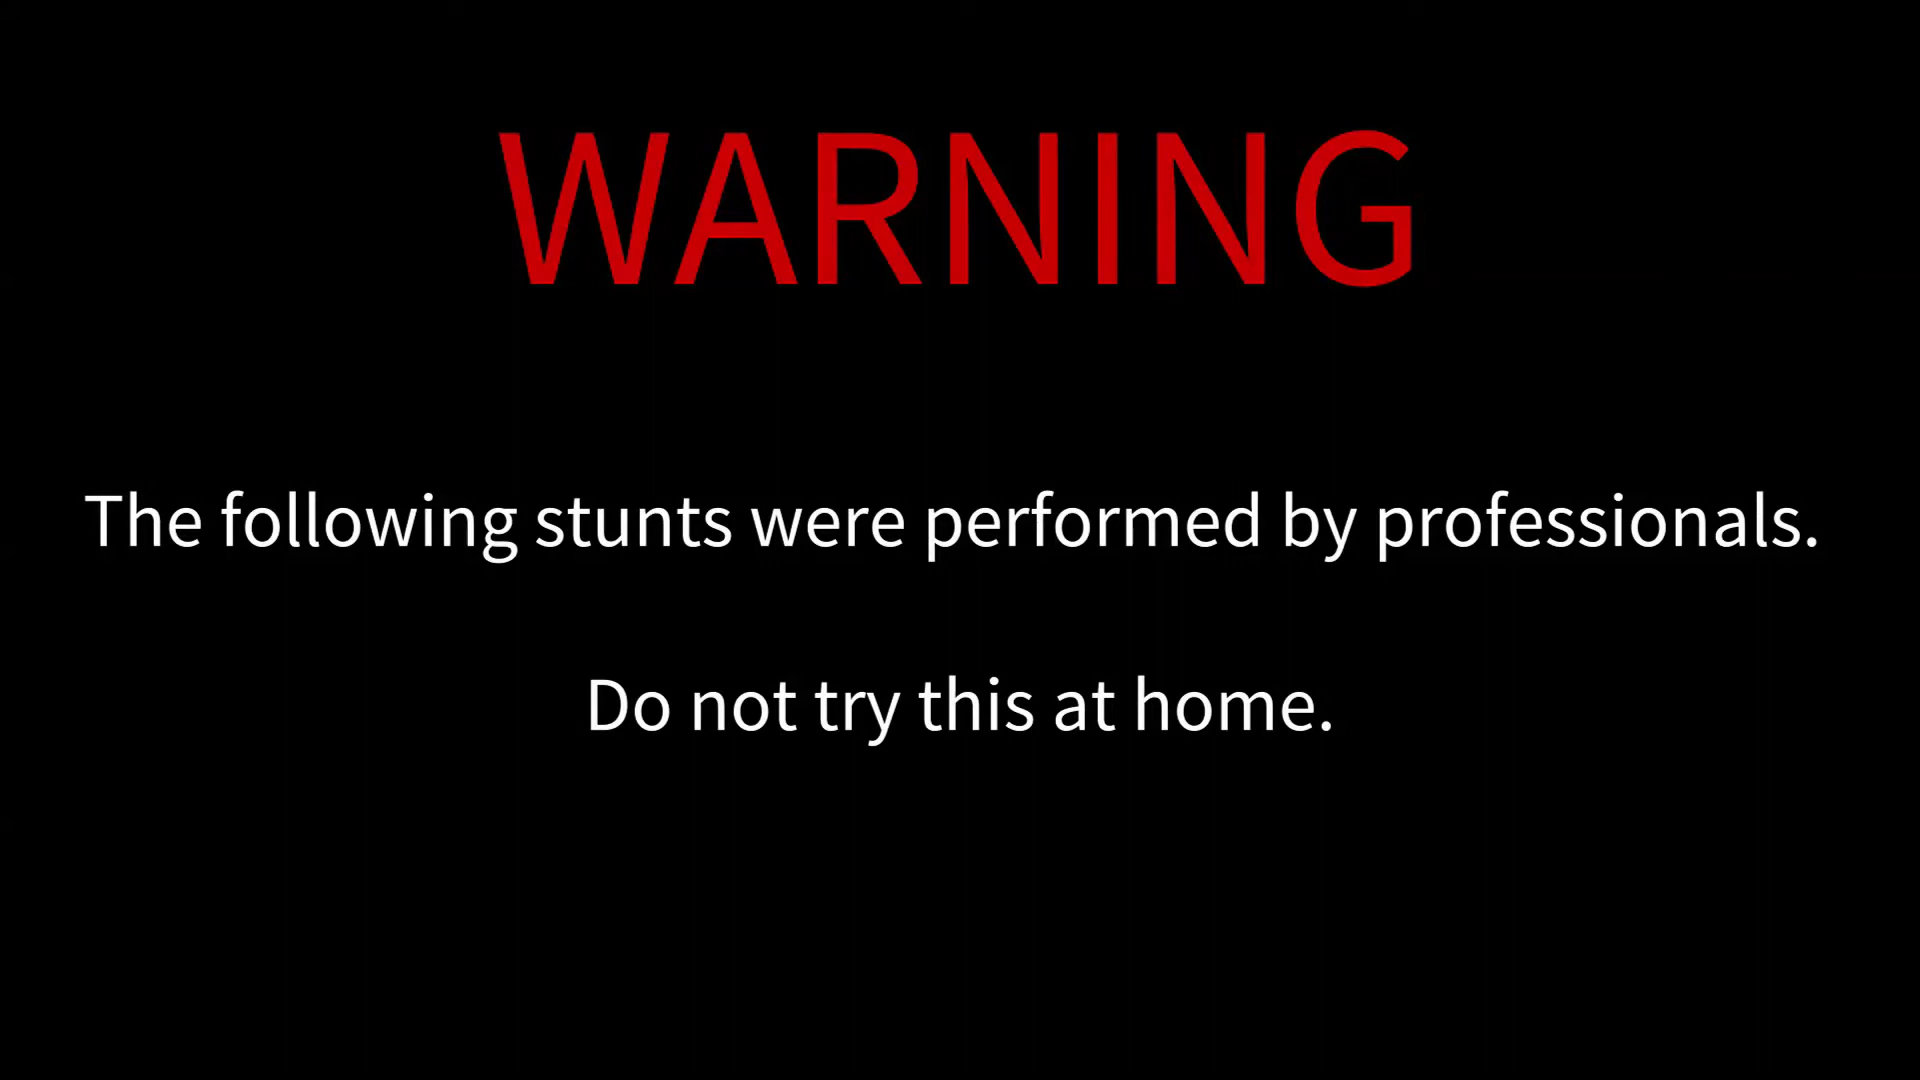 WARNING
The following stunts were performed by professionals.
Do not try this at home.